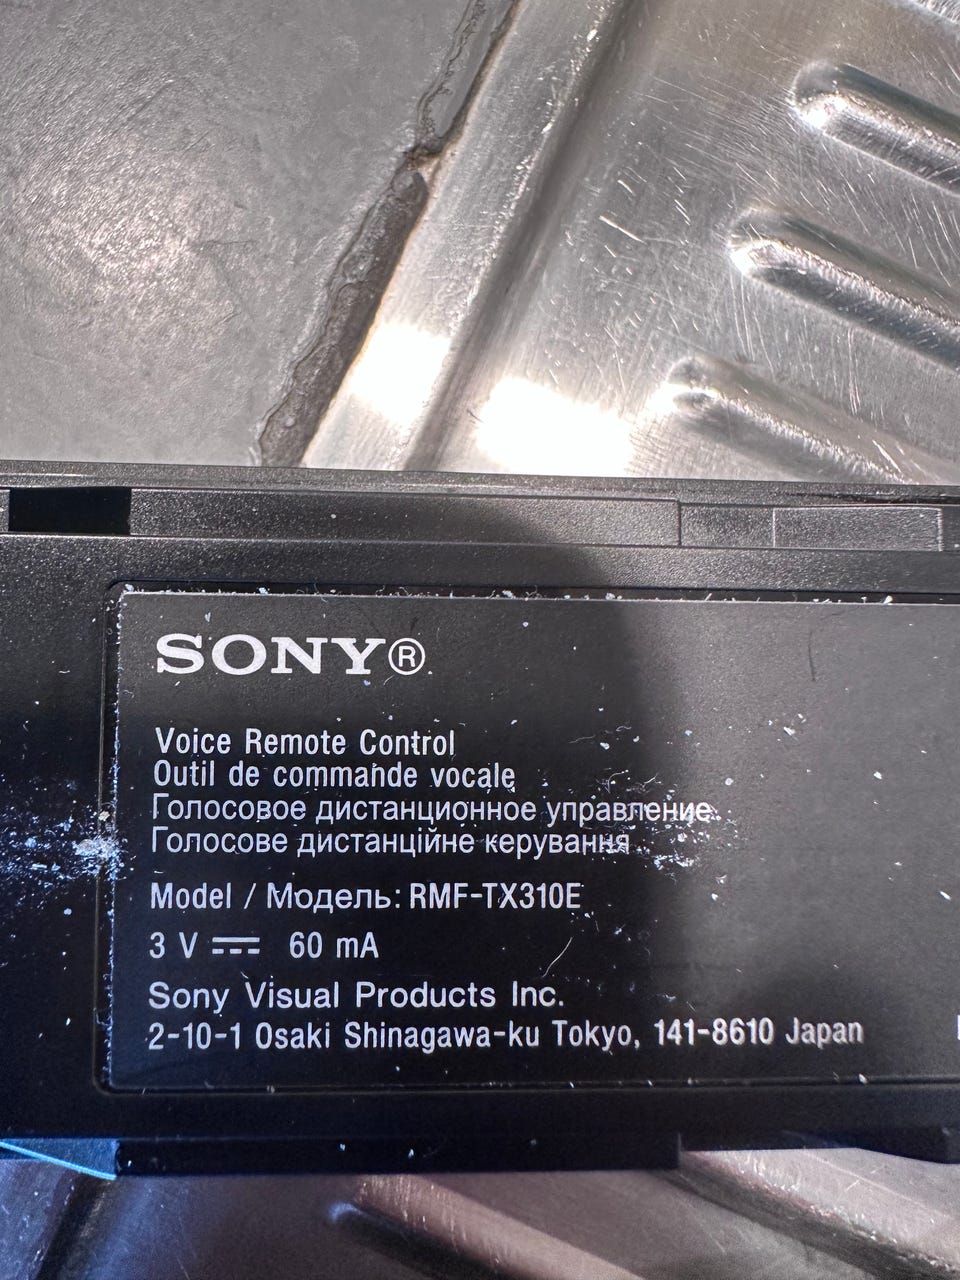 SONY®
Voice Remote Control
Outil de commande vocale
Голосовое дистанционное управление
Голосове дистанційне керування
Model / Модель: RMF-TX310E
3 V ⎓ 60 mA
Sony Visual Products Inc.
2-10-1 Osaki Shinagawa-ku Tokyo, 141-8610 Japan